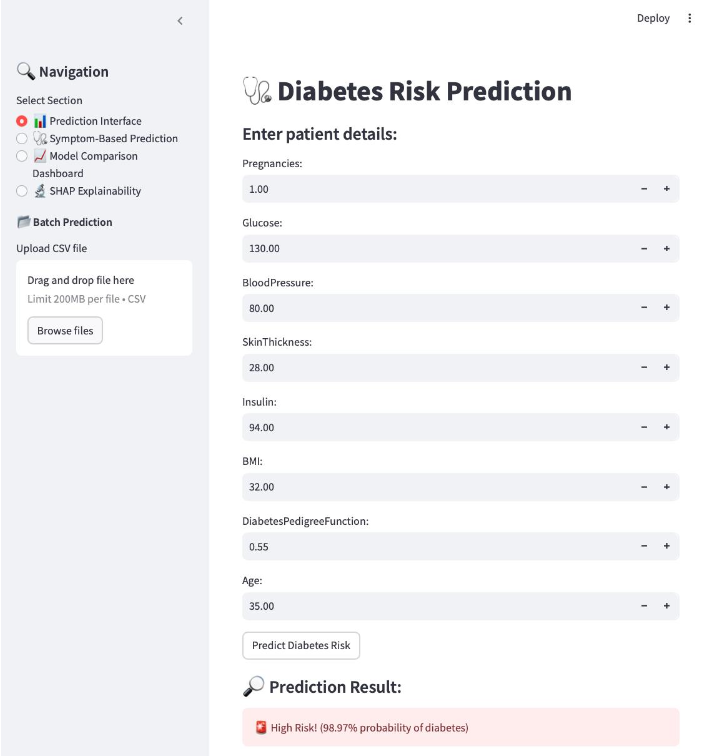 Deploy
Navigation
Select Section
Prediction Interface
Symptom-Based Prediction
Model Comparison
Dashboard
SHAP Explainability
Batch Prediction
Upload CSV file
Drag and drop file here
Limit 200MB per file • CSV
Browse files
Diabetes Risk Prediction
Enter patient details:
Pregnancies:
1.00
Glucose:
130.00
BloodPressure:
80.00
SkinThickness:
28.00
Insulin:
94.00
BMI:
32.00
DiabetesPedigreeFunction:
0.55
Age:
35.00
Predict Diabetes Risk
Prediction Result:
High Risk! (98.97% probability of diabetes)